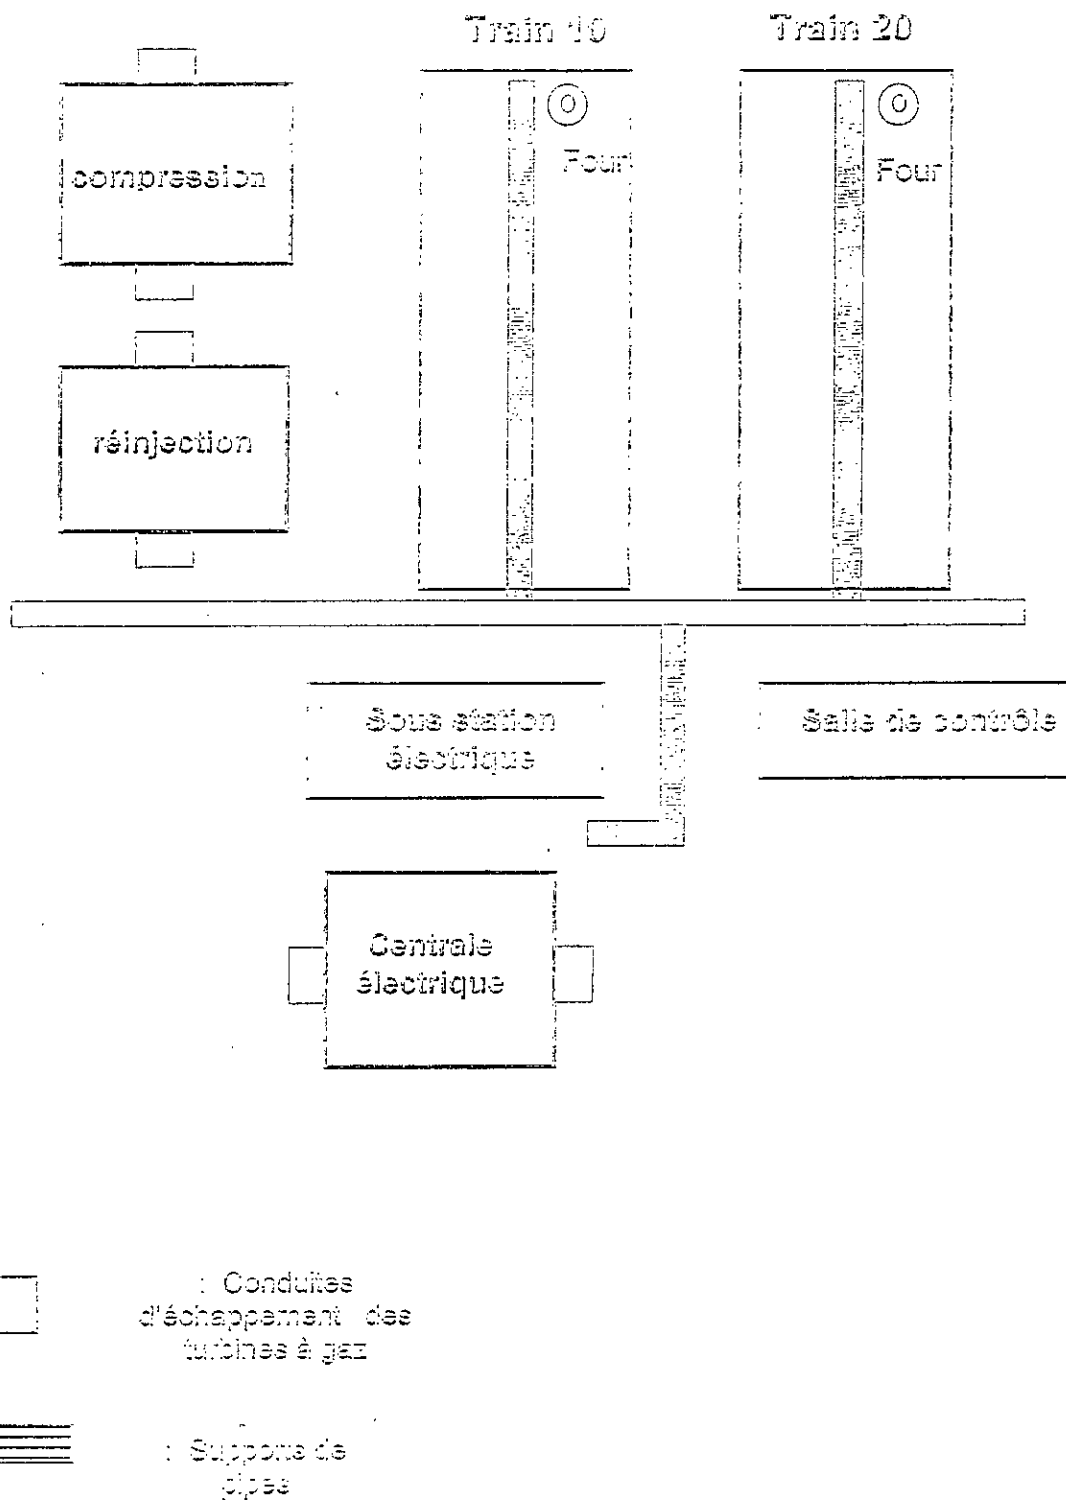 Train 10
Train 20
compression
Four
Four
réinjection
Sous station
électrique
Salle de contrôle
Centrale
électrique
: Conduites
d'échappement des
turbines à gaz
: Supports de
pipes